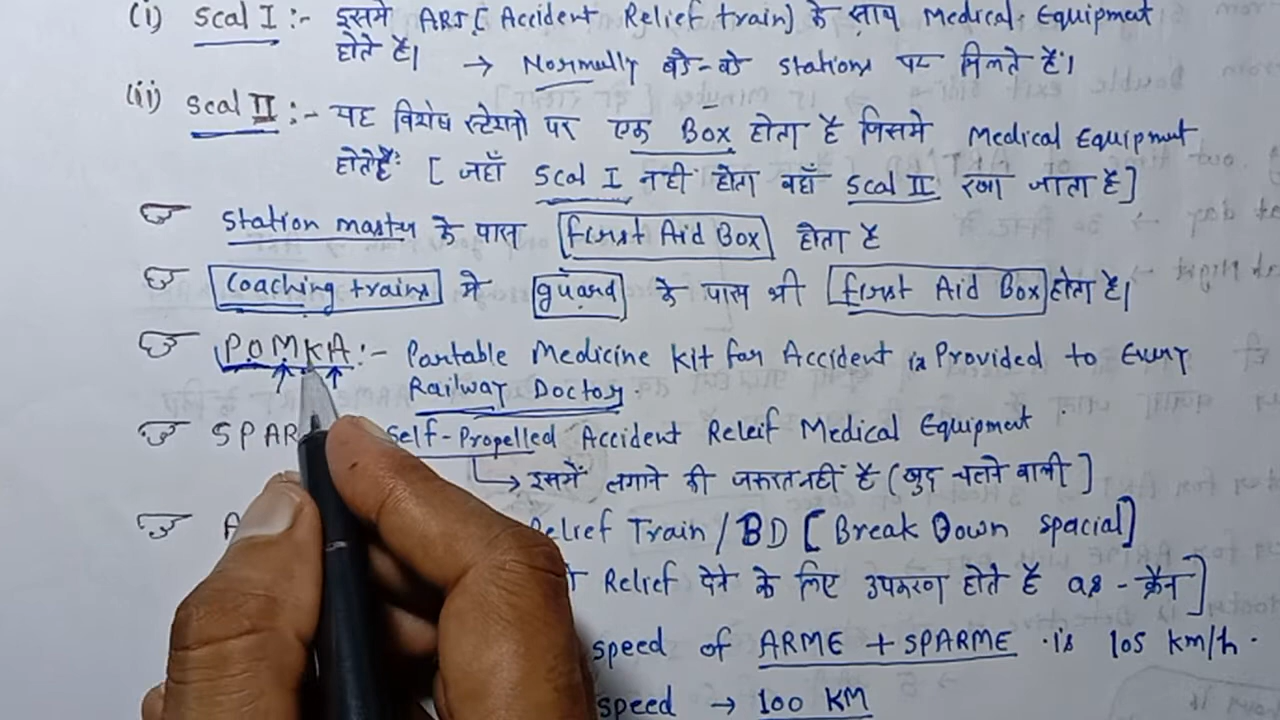 (i) Scal I :- इसमे ART [ Accident Relief train) के साथ Medical Equipment
होते है। → Normally बडे-बडे stations पर मिलते है।
(ii) Scal II :- यह विशेष स्टेशनो पर एक Box होता है जिसमे Medical Equipment
होते है [ जहाँ Scal I नही होता वहाँ Scal II रखा जाता है ]
☞ Station master के पास First Aid Box होता है
☞ Coaching trains मे guard के पास भी First Aid Box होता है।
☞ POMKA :- Portable Medicine Kit for Accident is Provided to Every
Railway Doctor.
☞ SPAR Self-Propelled Accident Releif Medical Equipment
→ इसमें लगाने की जरूरत नहीं है (खुद चलने वाली ]
☞ A Relief Train / BD [ Break Down spacial ]
Relief देने के लिए उपकरण होते है as - क्रैन ]
speed of ARME + SPARME is 105 km/h.
speed → 100 KM